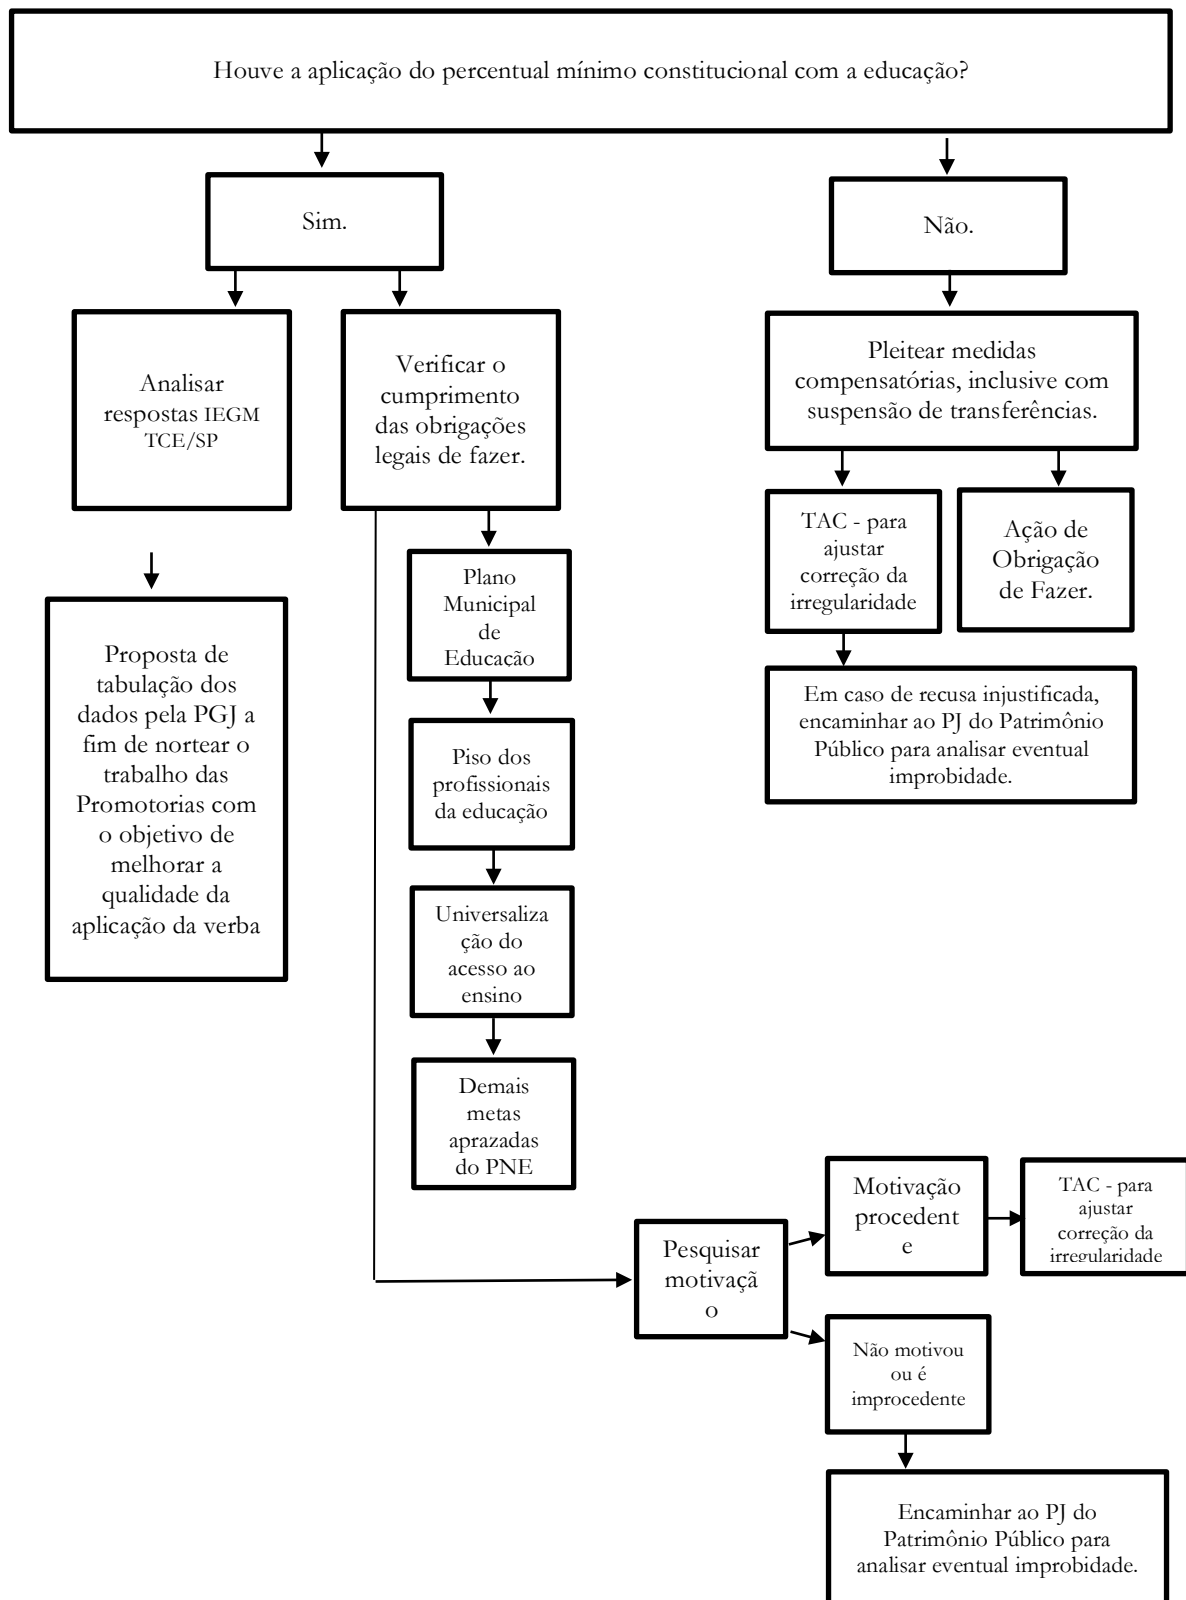 Houve a aplicação do percentual mínimo constitucional com a educação?
Sim.
Não.
Analisar
respostas IEGM
TCE/SP
Verificar o
cumprimento
das obrigações
legais de fazer.
Pleitear medidas
compensatórias, inclusive com
suspensão de transferências.
TAC - para
ajustar
correção da
irregularidade
Ação de
Obrigação
de Fazer.
Plano
Municipal
de
Educação
Proposta de
tabulação dos
dados pela PGJ a
fim de nortear o
trabalho das
Promotorias com
o objetivo de
melhorar a
qualidade da
aplicação da verba
Em caso de recusa injustificada,
encaminhar ao PJ do Patrimônio
Público para analisar eventual
improbidade.
Piso dos
profissionais
da educação
Universaliza
ção do
acesso ao
ensino
Demais
metas
aprazadas
do PNE
Pesquisar
motivaçã
o
Motivação
procedent
e
TAC - para
ajustar
correção da
irregularidade
Não motivou
ou é
improcedente
Encaminhar ao PJ do
Patrimônio Público para
analisar eventual improbidade.